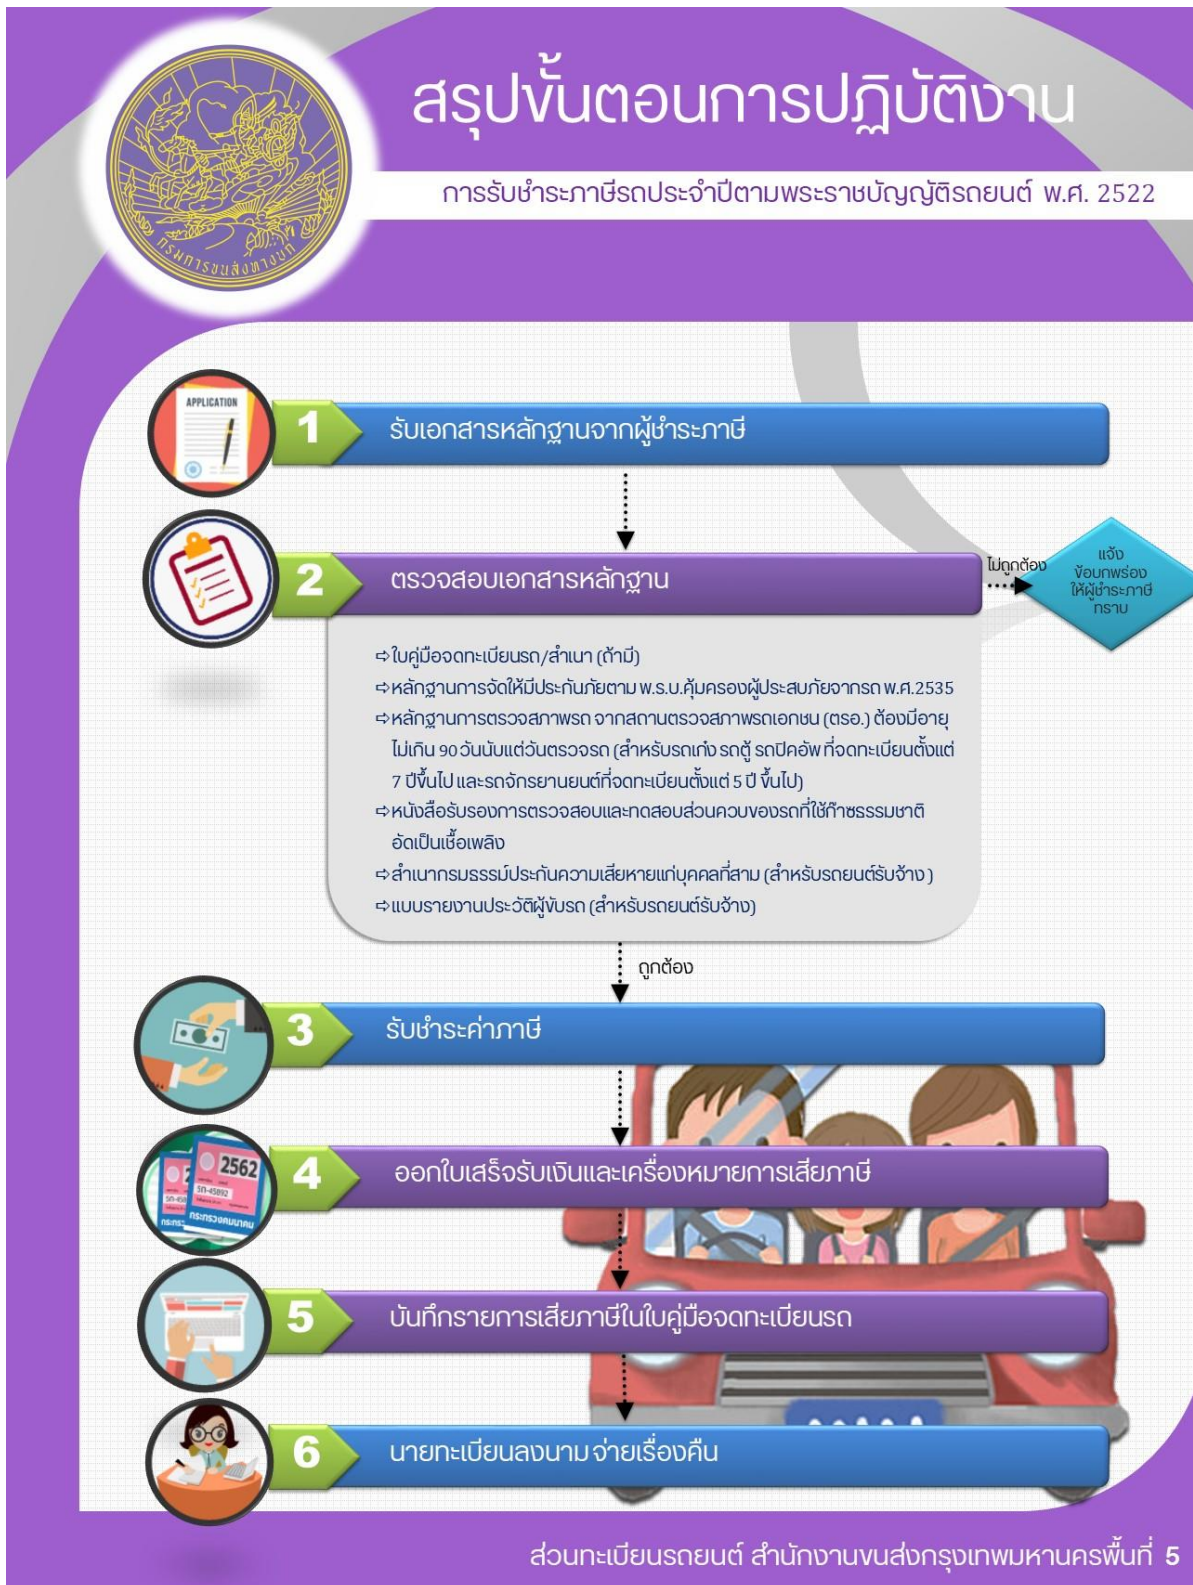 สรุปขั้นตอนการปฏิบัติงาน
การรับชำระภาษีรถประจำปีตามพระราชบัญญัติรถยนต์ พ.ศ. 2522
กรมการขนส่งทางบก
APPLICATION
1
รับเอกสารหลักฐานจากผู้ชำระภาษี
2
ตรวจสอบเอกสารหลักฐาน
ไม่ถูกต้อง
แจ้ง
ข้อบกพร่อง
ให้ผู้ชำระภาษี
ทราบ
⇨ใบคู่มือจดทะเบียนรถ/สำเนา (ถ้ามี)
⇨หลักฐานการจัดให้มีประกันภัยตาม พ.ร.บ.คุ้มครองผู้ประสบภัยจากรถ พ.ศ.2535
⇨หลักฐานการตรวจสภาพรถ จากสถานตรวจสภาพรถเอกชน (ตรอ.) ต้องมีอายุ
ไม่เกิน 90 วันนับแต่วันตรวจรถ (สำหรับรถเก๋ง รถตู้ รถปิคอัพ ที่จดทะเบียนตั้งแต่
7 ปีขึ้นไป และรถจักรยานยนต์ที่จดทะเบียนตั้งแต่ 5 ปี ขึ้นไป)
⇨หนังสือรับรองการตรวจสอบและทดสอบส่วนควบของรถที่ใช้ก๊าซธรรมชาติ
อัดเป็นเชื้อเพลิง
⇨สำเนากรมธรรม์ประกันความเสียหายแก่บุคคลที่สาม (สำหรับรถยนต์รับจ้าง )
⇨แบบรายงานประวัติผู้ขับรถ (สำหรับรถยนต์รับจ้าง)
ถูกต้อง
3
รับชำระค่าภาษี
2562
รถ-45892
กระทรวงคมนาคม
4
ออกใบเสร็จรับเงินและเครื่องหมายการเสียภาษี
5
บันทึกรายการเสียภาษีในใบคู่มือจดทะเบียนรถ
6
นายทะเบียนลงนาม จ่ายเรื่องคืน
ส่วนทะเบียนรถยนต์ สำนักงานขนส่งกรุงเทพมหานครพื้นที่ 5